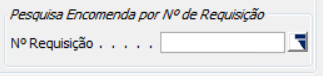 Pesquisa Encomenda por Nº de Requisição
Nº Requisição . . . . .